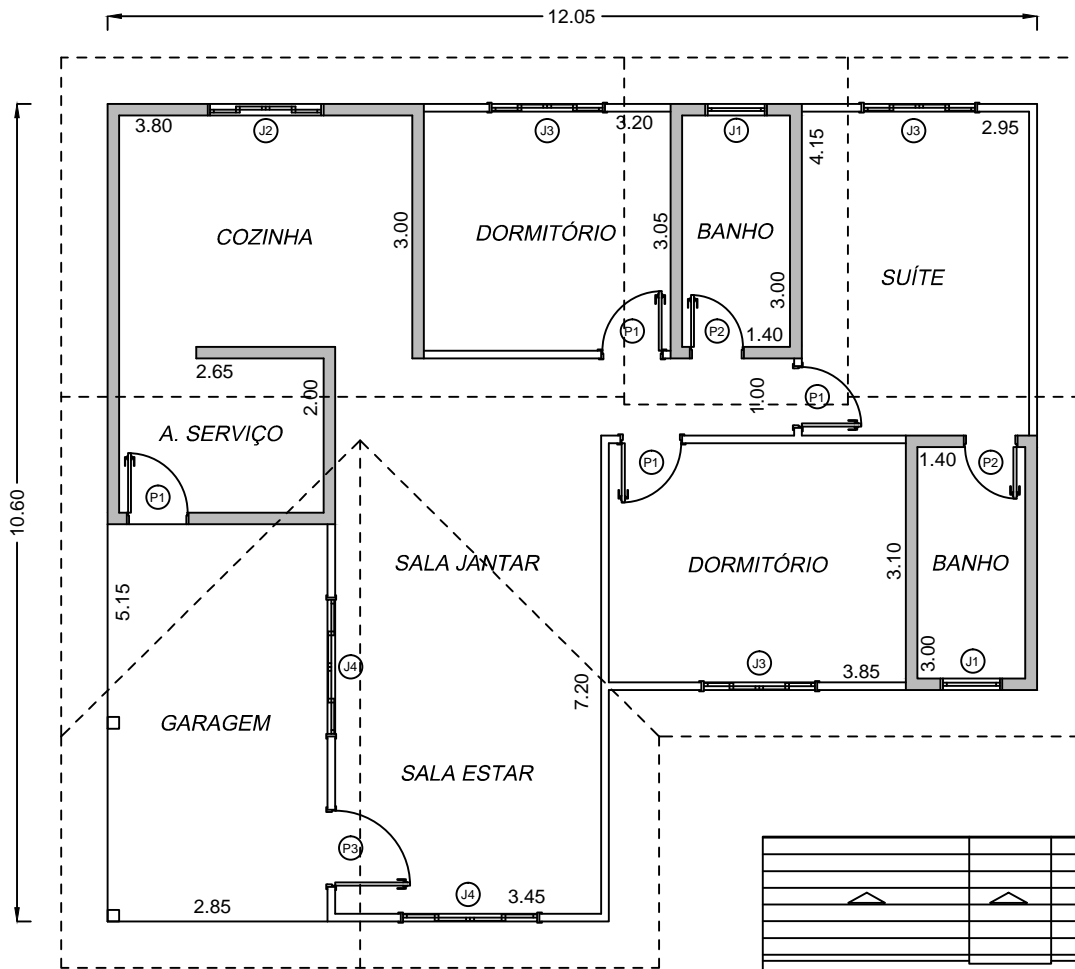 12.05
3.80
J2
J3
3.20
J1
J3
2.95
4.15
COZINHA
3.00
DORMITÓRIO
3.05
BANHO
SUÍTE
3.00
P1
P2
1.40
2.65
2.00
1.00
P1
A. SERVIÇO
P1
P1
1.40
P2
10.60
5.15
SALA JANTAR
DORMITÓRIO
3.10
BANHO
J4
J3
3.85
3.00
J1
7.20
GARAGEM
SALA ESTAR
P3
2.85
J4
3.45